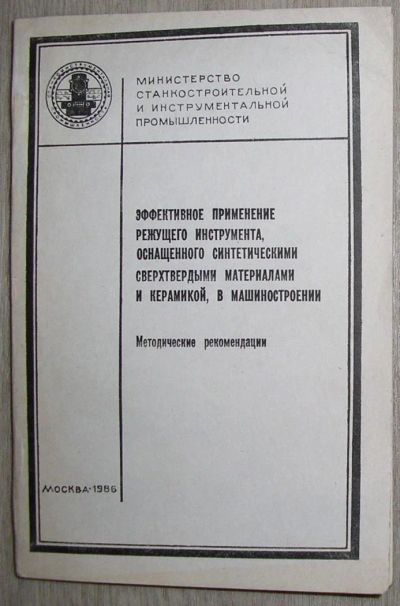 МИНИСТЕРСТВО
СТАНКОСТРОИТЕЛЬНОЙ
И ИНСТРУМЕНТАЛЬНОЙ
ПРОМЫШЛЕННОСТИ
ЭФФЕКТИВНОЕ ПРИМЕНЕНИЕ
РЕЖУЩЕГО ИНСТРУМЕНТА,
ОСНАЩЕННОГО СИНТЕТИЧЕСКИМИ
СВЕРХТВЕРДЫМИ МАТЕРИАЛАМИ
И КЕРАМИКОЙ, В МАШИНОСТРОЕНИИ
Методические рекомендации
МОСКВА-1986